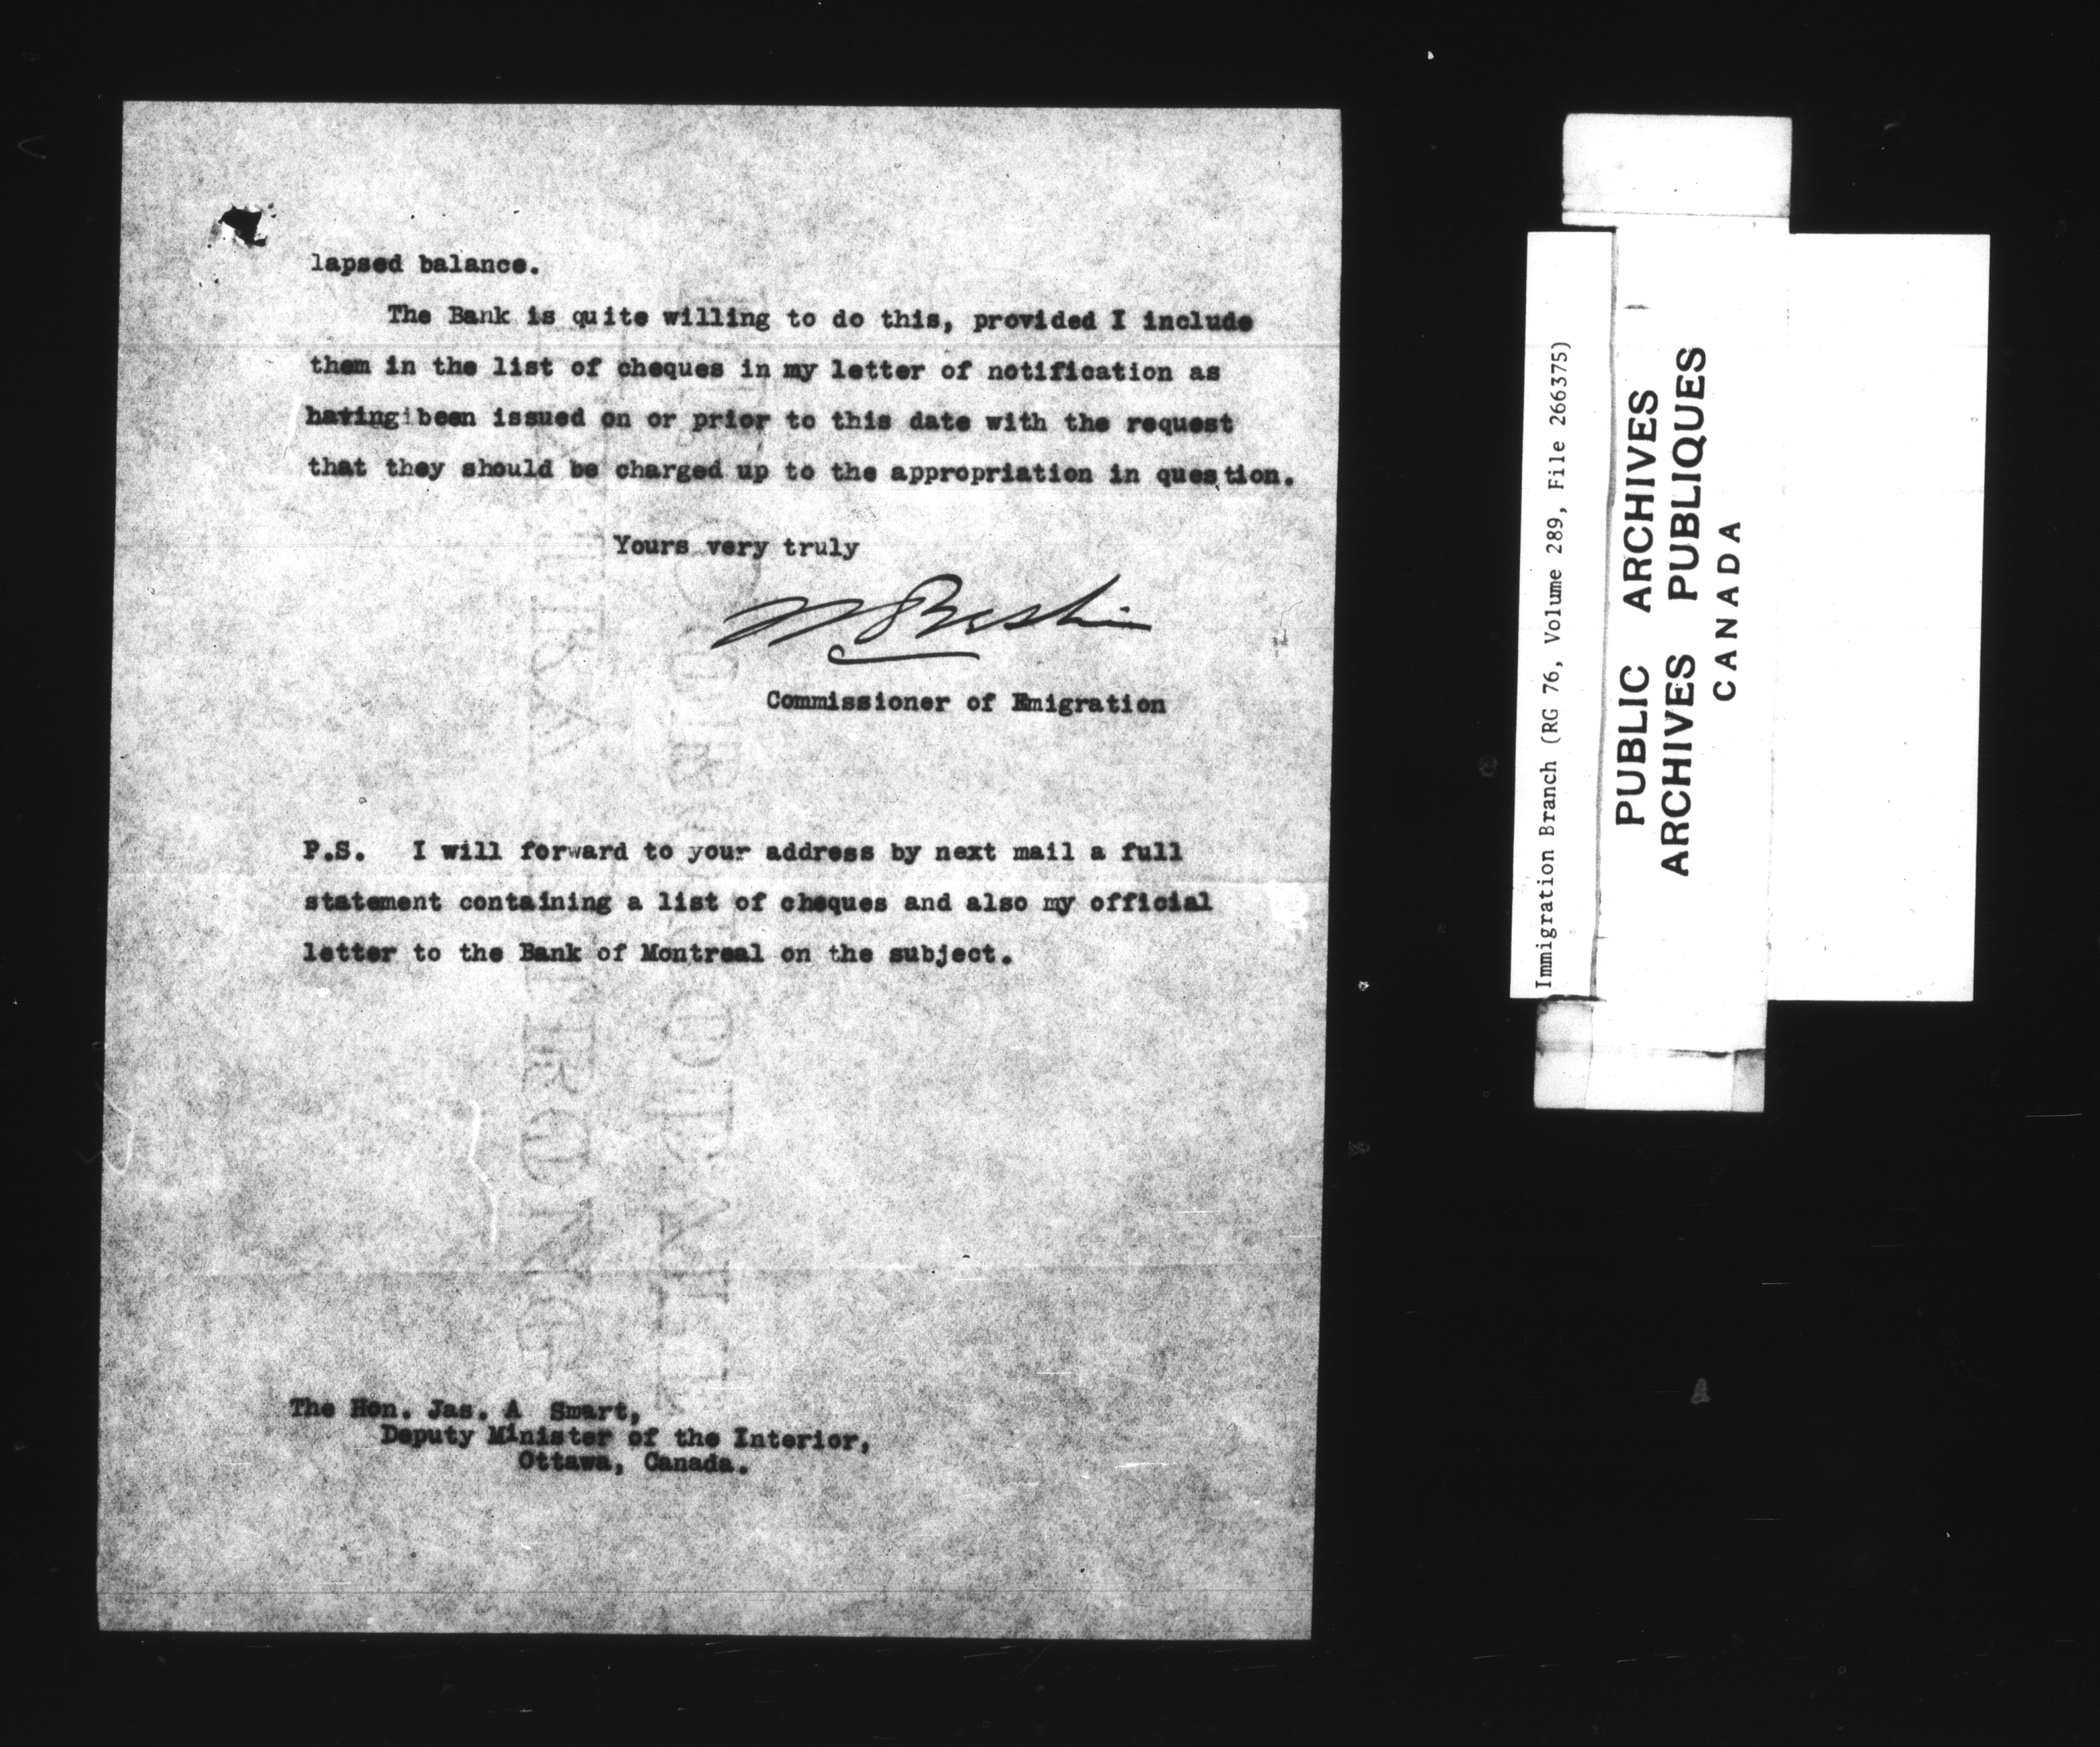 lapsed balance.
The Bank is quite willing to do this, provided I include
them in the list of cheques in my letter of notification as
having been issued on or prior to this date with the request
that they should be charged up to the appropriation in question.
Yours very truly
Commissioner of Emigration
P.S. I will forward to your address by next mail a full
statement containing a list of cheques and also my official
letter to the Bank of Montreal on the subject.
The Hon. Jas. A Smart,
Deputy Minister of the Interior,
Ottawa, Canada.
Immigration Branch (RG 76, Volume 289, File 266375)
PUBLIC ARCHIVES
ARCHIVES PUBLIQUES
CANADA